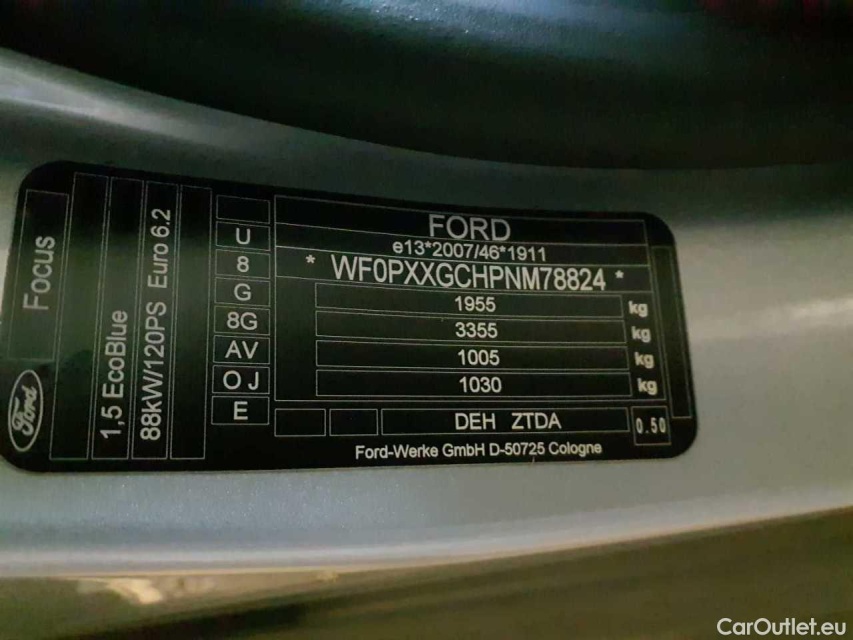 FORD
e13*2007/46*1911
* WF0PXXGCHPNM78824 *
1955 kg
3355 kg
1005 kg
1030 kg
DEH ZTDA
0.50
Ford-Werke GmbH D-50725 Cologne
U
8
G
8G
AV
O J
E
Focus
1,5 EcoBlue
88kW/120PS Euro 6.2
Ford
CarOutlet.eu